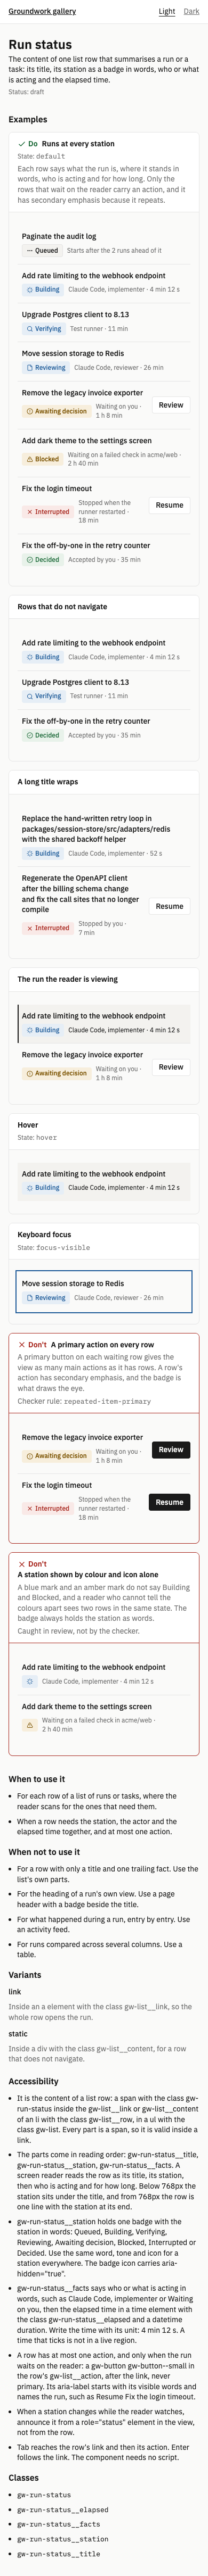 Groundwork gallery
Light
Dark
Run status
The content of one list row that summarises a run or a
task: its title, its station as a badge in words, who or what
is acting and the elapsed time.
Status: draft
Examples
Do Runs at every station
State: default
Each row says what the run is, where it stands in
words, who is acting and for how long. Only the
rows that wait on the reader carry an action, and it
has secondary emphasis because it repeats.
Paginate the audit log
Queued Starts after the 2 runs ahead of it
Add rate limiting to the webhook endpoint
Building Claude Code, implementer · 4 min 12 s
Upgrade Postgres client to 8.13
Verifying Test runner · 11 min
Move session storage to Redis
Reviewing Claude Code, reviewer · 26 min
Remove the legacy invoice exporter
Awaiting decision Waiting on you ·
1 h 8 min
Review
Add dark theme to the settings screen
Blocked Waiting on a failed check in acme/web ·
2 h 40 min
Fix the login timeout
Interrupted Stopped when the
runner restarted ·
18 min
Resume
Fix the off-by-one in the retry counter
Decided Accepted by you · 35 min
Rows that do not navigate
Add rate limiting to the webhook endpoint
Building Claude Code, implementer · 4 min 12 s
Upgrade Postgres client to 8.13
Verifying Test runner · 11 min
Fix the off-by-one in the retry counter
Decided Accepted by you · 35 min
A long title wraps
Replace the hand-written retry loop in
packages/session-store/src/adapters/redis
with the shared backoff helper
Building Claude Code, implementer · 52 s
Regenerate the OpenAPI client
after the billing schema change
and fix the call sites that no longer
compile
Interrupted Stopped by you ·
7 min
Resume
The run the reader is viewing
Add rate limiting to the webhook endpoint
Building Claude Code, implementer · 4 min 12 s
Remove the legacy invoice exporter
Awaiting decision Waiting on you ·
1 h 8 min
Review
Hover
State: hover
Add rate limiting to the webhook endpoint
Building Claude Code, implementer · 4 min 12 s
Keyboard focus
State: focus-visible
Move session storage to Redis
Reviewing Claude Code, reviewer · 26 min
Don't A primary action on every row
A primary button on each waiting row gives the
view as many main actions as it has rows. A row's
action has secondary emphasis, and the badge is
what draws the eye.
Checker rule: repeated-item-primary
Remove the legacy invoice exporter
Awaiting decision Waiting on you ·
1 h 8 min
Review
Fix the login timeout
Interrupted Stopped when the
runner restarted ·
18 min
Resume
Don't
A station shown by colour and icon alone
A blue mark and an amber mark do not say Building
and Blocked, and a reader who cannot tell the
colours apart sees two rows in the same state. The
badge always holds the station as words.
Caught in review, not by the checker.
Add rate limiting to the webhook endpoint
Claude Code, implementer · 4 min 12 s
Add dark theme to the settings screen
Waiting on a failed check in acme/web ·
2 h 40 min
When to use it
For each row of a list of runs or tasks, where the
reader scans for the ones that need them.
When a row needs the station, the actor and the
elapsed time together, and at most one action.
When not to use it
For a row with only a title and one trailing fact. Use the
list's own parts.
For the heading of a run's own view. Use a page
header with a badge beside the title.
For what happened during a run, entry by entry. Use
an activity feed.
For runs compared across several columns. Use a
table.
Variants
link
Inside an a element with the class gw-list__link, so the
whole row opens the run.
static
Inside a div with the class gw-list__content, for a row
that does not navigate.
Accessibility
It is the content of a list row: a span with the class gw-
run-status inside the gw-list__link or gw-list__content
of an li with the class gw-list__row, in a ul with the
class gw-list. Every part is a span, so it is valid inside a
link.
The parts come in reading order: gw-run-status__title,
gw-run-status__station, gw-run-status__facts. A
screen reader reads the row as its title, its station,
then who is acting and for how long. Below 768px the
station sits under the title, and from 768px the row is
one line with the station at its end.
gw-run-status__station holds one badge with the
station in words: Queued, Building, Verifying,
Reviewing, Awaiting decision, Blocked, Interrupted or
Decided. Use the same word, tone and icon for a
station everywhere. The badge icon carries aria-
hidden="true".
gw-run-status__facts says who or what is acting in
words, such as Claude Code, implementer or Waiting
on you, then the elapsed time in a time element with
the class gw-run-status__elapsed and a datetime
duration. Write the time with its unit: 4 min 12 s. A
time that ticks is not in a live region.
A row has at most one action, and only when the run
waits on the reader: a gw-button gw-button--small in
the row's gw-list__action, after the link, never
primary. Its aria-label starts with its visible words and
names the run, such as Resume Fix the login timeout.
When a station changes while the reader watches,
announce it from a role="status" element in the view,
not from the row.
Tab reaches the row's link and then its action. Enter
follows the link. The component needs no script.
Classes
gw-run-status
gw-run-status__elapsed
gw-run-status__facts
gw-run-status__station
gw-run-status__title